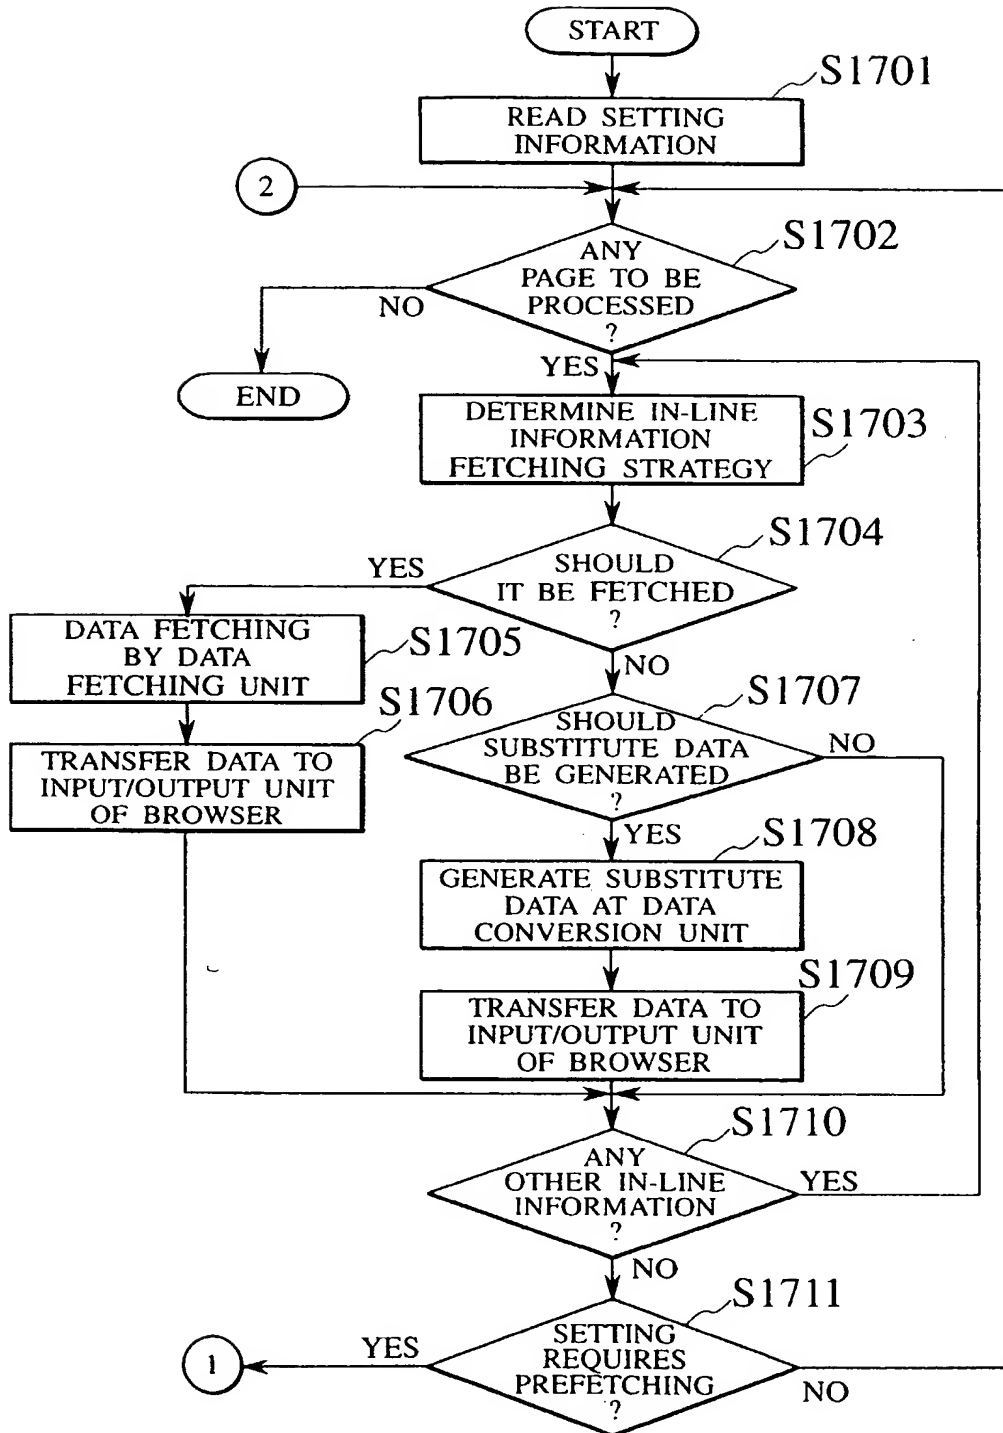 START
S1701
READ SETTING
INFORMATION
2
S1702
ANY
PAGE TO BE
PROCESSED
?
NO
YES
END
DETERMINE IN-LINE
INFORMATION
FETCHING STRATEGY
S1703
S1704
SHOULD
IT BE FETCHED
?
YES
NO
DATA FETCHING
BY DATA
FETCHING UNIT
S1705
S1706
TRANSFER DATA TO
INPUT/OUTPUT UNIT
OF BROWSER
S1707
SHOULD
SUBSTITUTE DATA
BE GENERATED
?
NO
YES
S1708
GENERATE SUBSTITUTE
DATA AT DATA
CONVERSION UNIT
S1709
TRANSFER DATA TO
INPUT/OUTPUT UNIT
OF BROWSER
S1710
ANY
OTHER IN-LINE
INFORMATION
?
YES
NO
S1711
SETTING
REQUIRES
PREFETCHING
?
YES
NO
1